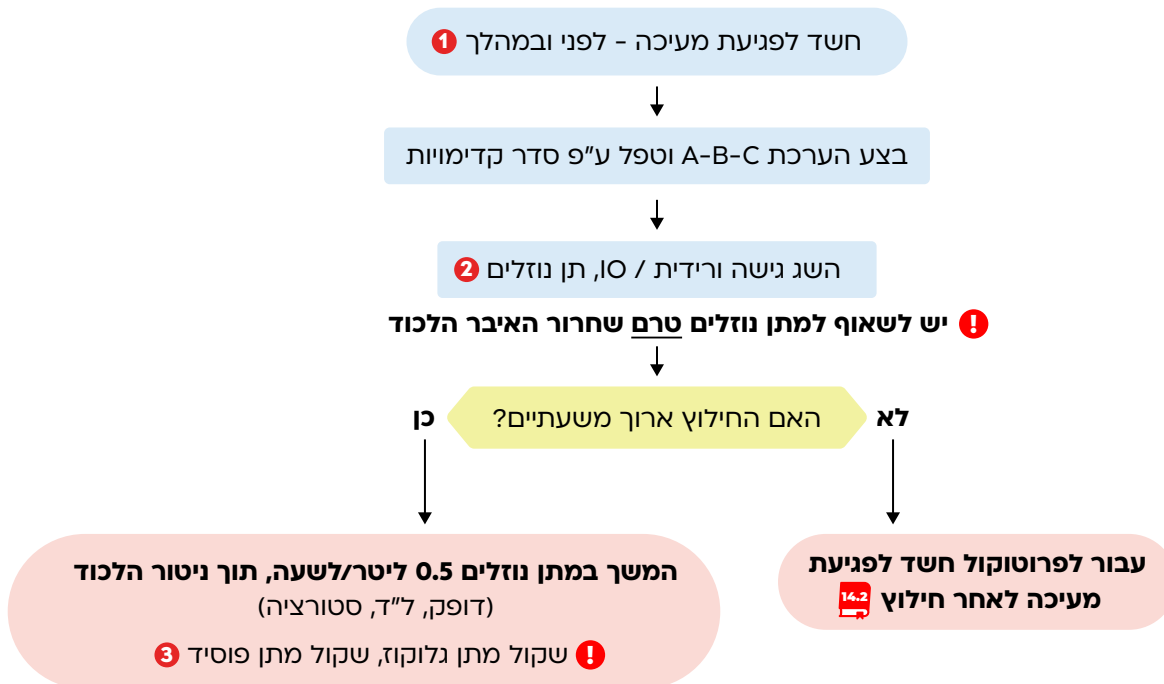 חשד לפגיעת מעיכה - לפני ובמהלך 1
בצע הערכת A-B-C וטפל ע"פ סדר קדימויות
השג גישה ורידית / IO, תן נוזלים 2
! יש לשאוף למתן נוזלים טרם שחרור האיבר הלכוד
האם החילוץ ארוך משעתיים?
לא
כן
עבור לפרוטוקול חשד לפגיעת
מעיכה לאחר חילוץ 14.2
המשך במתן נוזלים 0.5 ליטר/לשעה, תוך ניטור הלכוד
(דופק, ל"ד, סטורציה)
! שקול מתן גלוקוז, שקול מתן פוסיד 3